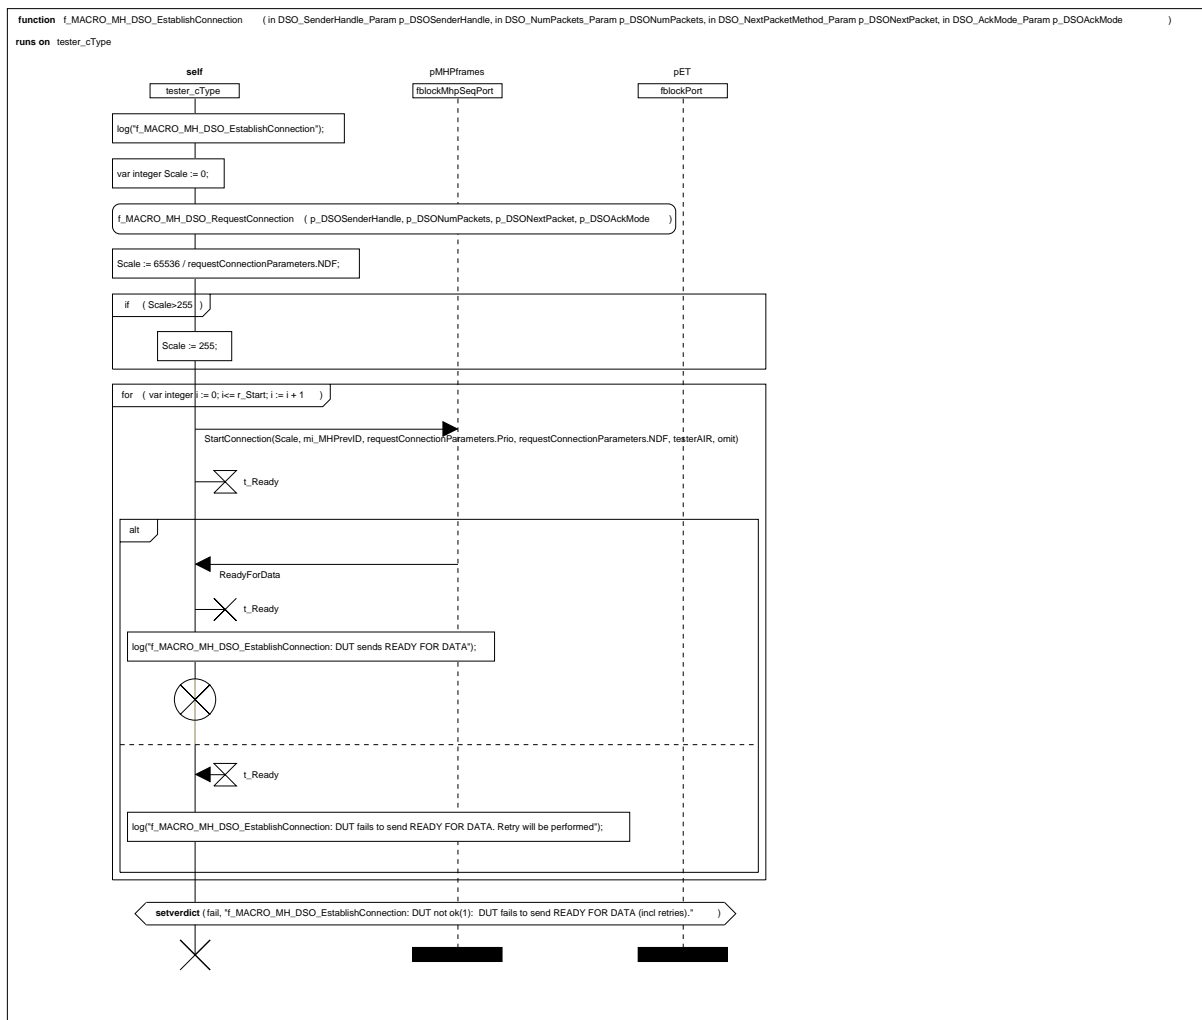 function f_MACRO_MH_DSO_EstablishConnection ( in DSO_SenderHandle_Param p_DSOSenderHandle, in DSO_NumPackets_Param p_DSONumPackets, in DSO_NextPacketMethod_Param p_DSONextPacket, in DSO_AckMode_Param p_DSOAckMode )
runs on tester_cType
self pMHPframes pET
tester_cType fblockMhpSeqPort fblockPort
log("f_MACRO_MH_DSO_EstablishConnection");
var integer Scale := 0;
f_MACRO_MH_DSO_RequestConnection ( p_DSOSenderHandle, p_DSONumPackets, p_DSONextPacket, p_DSOAckMode )
Scale := 65536 / requestConnectionParameters.NDF;
if ( Scale>255 )
Scale := 255;
for ( var integer i := 0; i<= r_Start; i := i + 1 )
StartConnection(Scale, mi_MHPrevID, requestConnectionParameters.Prio, requestConnectionParameters.NDF, testerAIR, omit)
t_Ready
alt
ReadyForData
t_Ready
log("f_MACRO_MH_DSO_EstablishConnection: DUT sends READY FOR DATA");
t_Ready
log("f_MACRO_MH_DSO_EstablishConnection: DUT fails to send READY FOR DATA. Retry will be performed");
setverdict ( fail, "f_MACRO_MH_DSO_EstablishConnection: DUT not ok(1): DUT fails to send READY FOR DATA (incl retries)." )